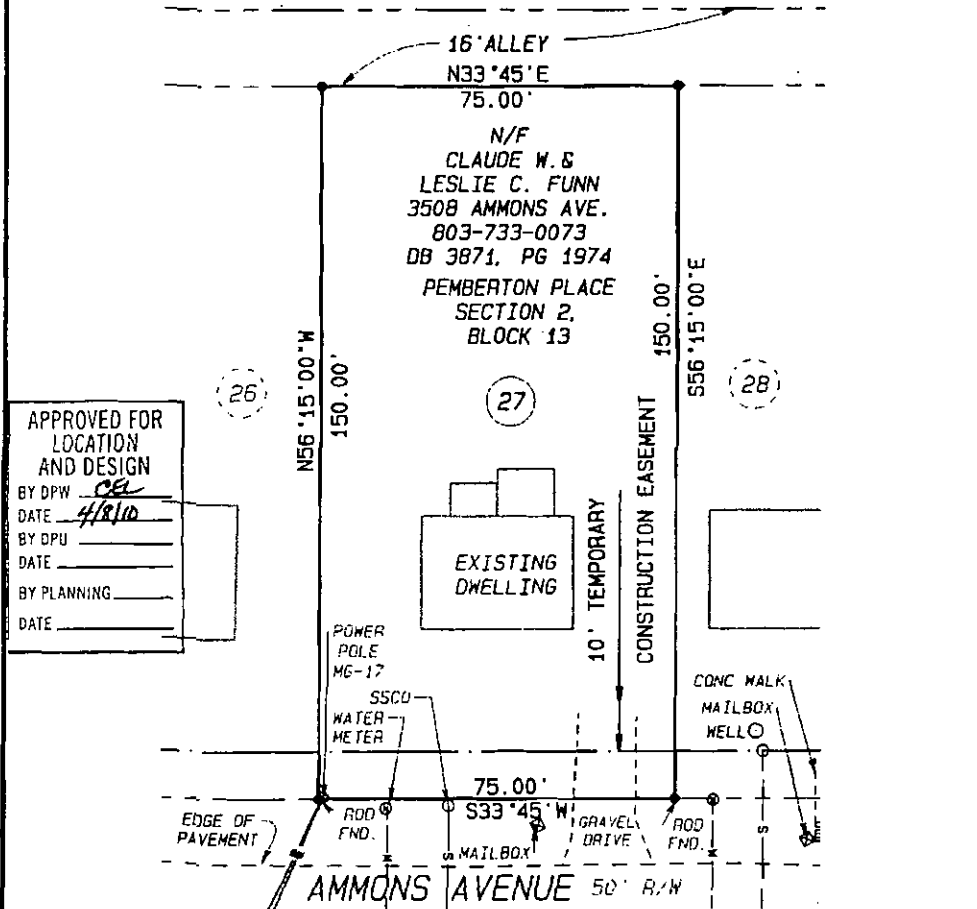 16'ALLEY
N33°45'E
75.00'
N/F
CLAUDE W.&
LESLIE C. FUNN
3508 AMMONS AVE.
803-733-0073
DB 3871, PG 1974
PEMBERTON PLACE
SECTION 2,
BLOCK 13
N56°15'00"W
150.00'
150.00'
S56°15'00"E
26
27
28
APPROVED FOR
LOCATION
AND DESIGN
BY DPW CEL
DATE 4/8/10
BY DPU
DATE
BY PLANNING
DATE
EXISTING
DWELLING
10' TEMPORARY
CONSTRUCTION EASEMENT
POWER
POLE
MG-17
SSCO
WATER
METER
CONC WALK
MAILBOX
WELL
75.00'
S33°45'W
EDGE OF
PAVEMENT
ROD
FND.
GRAVEL
DRIVE
ROD
FND.
W
S
MAILBOX
W
S
AMMONS AVENUE 50' R/W